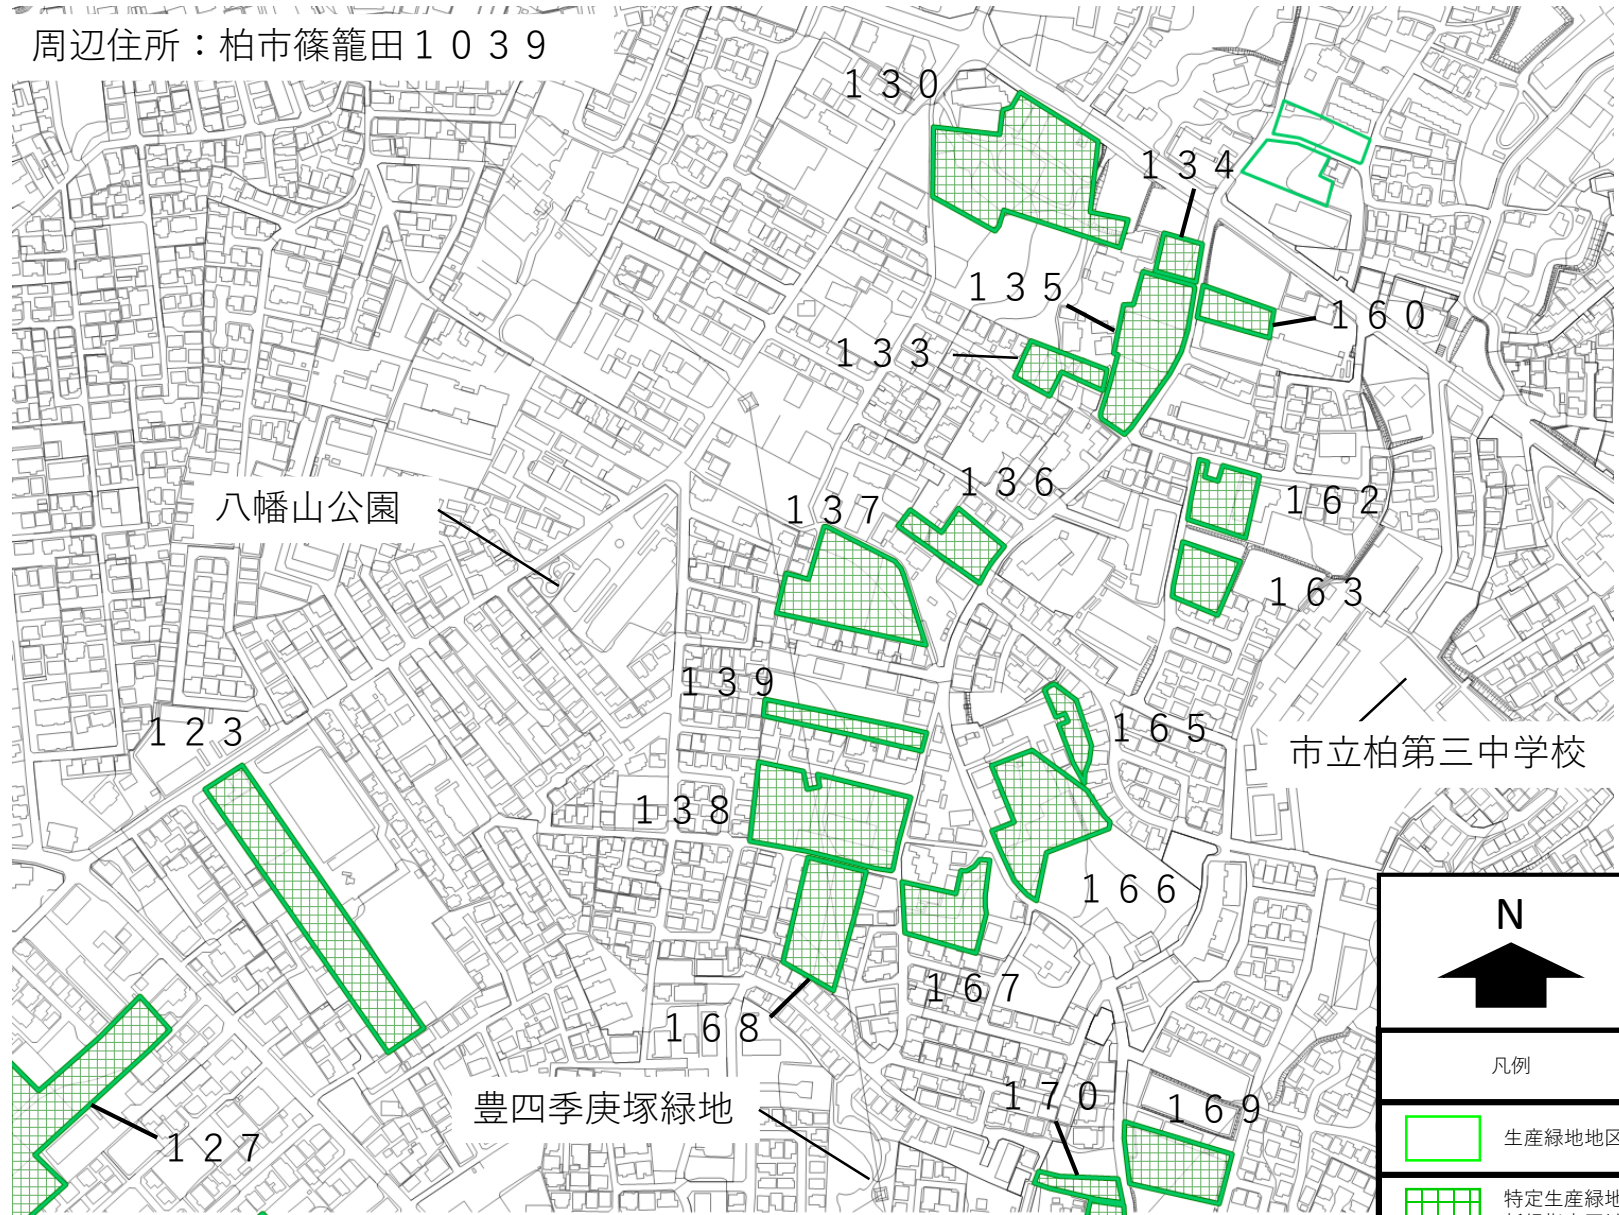 周辺住所：柏市篠籠田１０３９
１３０
１３４
１３５
１６０
１３３
１３６
１６２
八幡山公園
１３７
１６３
１３９
１６５
１２３
市立柏第三中学校
１３８
１６６
N
１６７
１６８
凡例
豊四季庚塚緑地
１７０
１６９
１２７
生産緑地地区
特定生産緑地